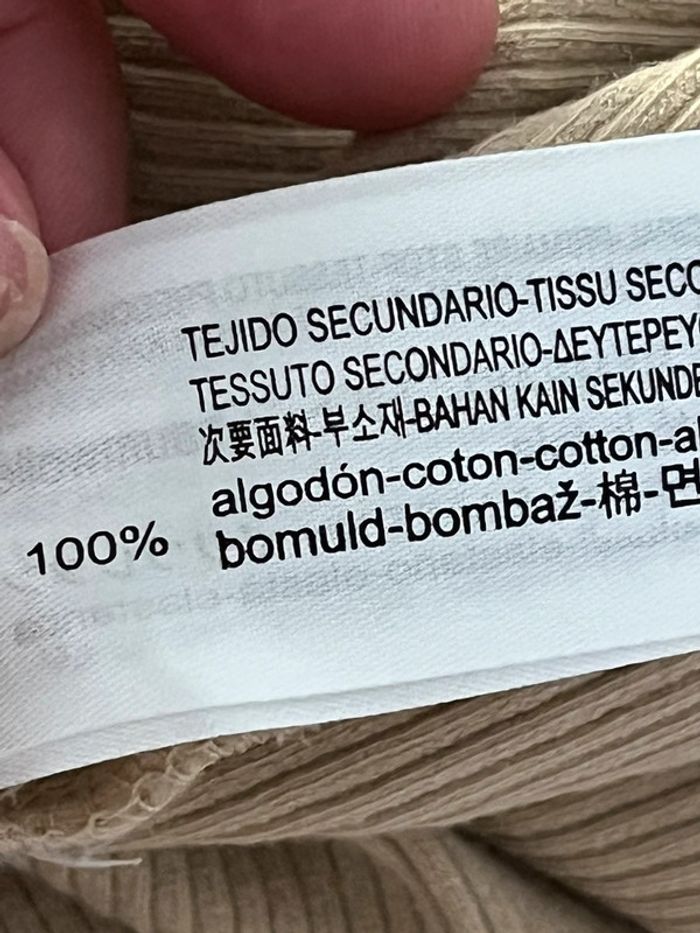 TEJIDO SECUNDARIO-TISSU SECO
TESSUTO SECONDARIO-ΔΕΥΤΕΡΕΥ
次要面料-부소재-BAHAN KAIN SEKUNDE
algodón-coton-cotton-al
100% bomuld-bombaž-棉-면